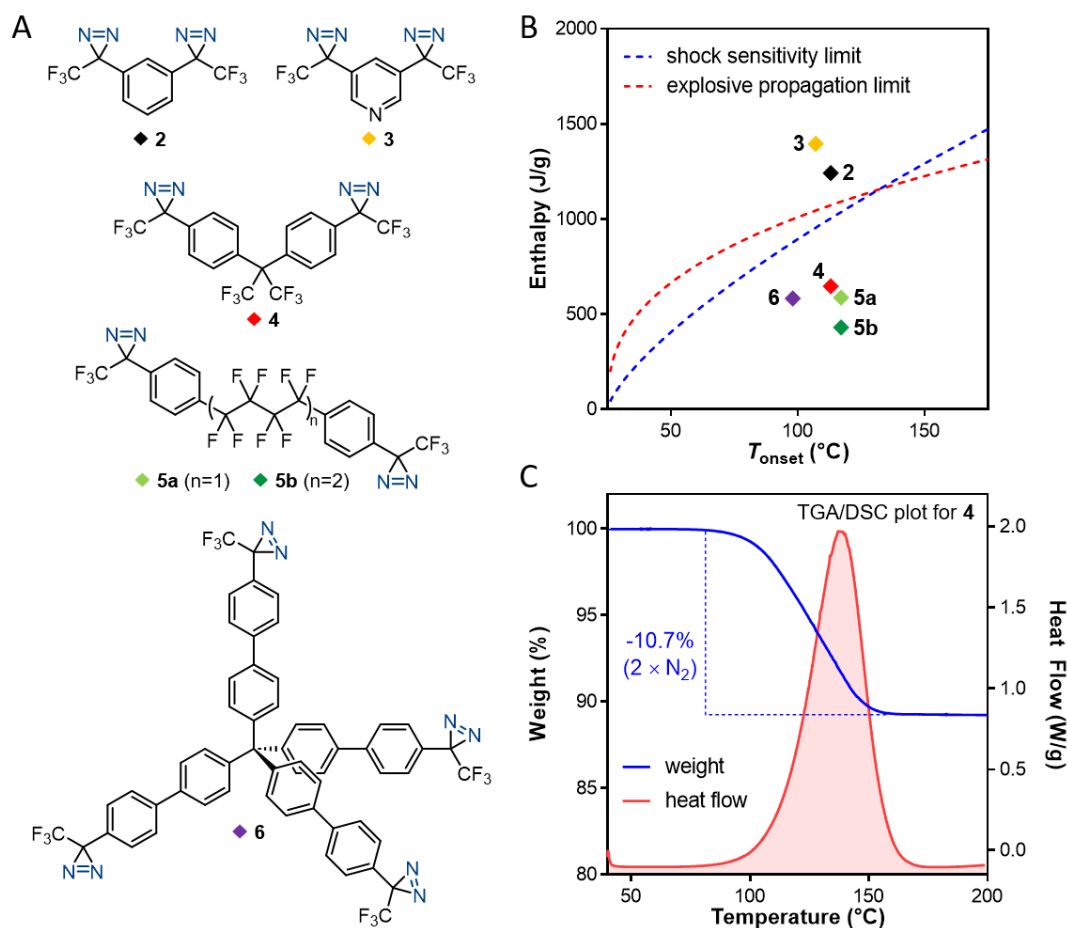 A
N=N N=N
F₃C CF₃
2
N=N N=N
F₃C CF₃
N
3
N=N N=N
F₃C CF₃
F₃C CF₃
4
N=N
F₃C
F F F F
( )n
F F F F
CF₃
N=N
5a (n=1) 5b (n=2)
N
F₃C N
N
N
CF₃
F₃C
N=N
6
N
N
F₃C
B
2000
1500
1000
500
0
Enthalpy (J/g)
shock sensitivity limit
explosive propagation limit
3
2
4
6 5a
5b
50 100 150
Tonset (°C)
C
TGA/DSC plot for 4
100
95
90
85
80
Weight (%)
-10.7%
(2 × N₂)
weight
heat flow
2.0
1.5
1.0
0.5
0.0
Heat Flow (W/g)
50 100 150 200
Temperature (°C)